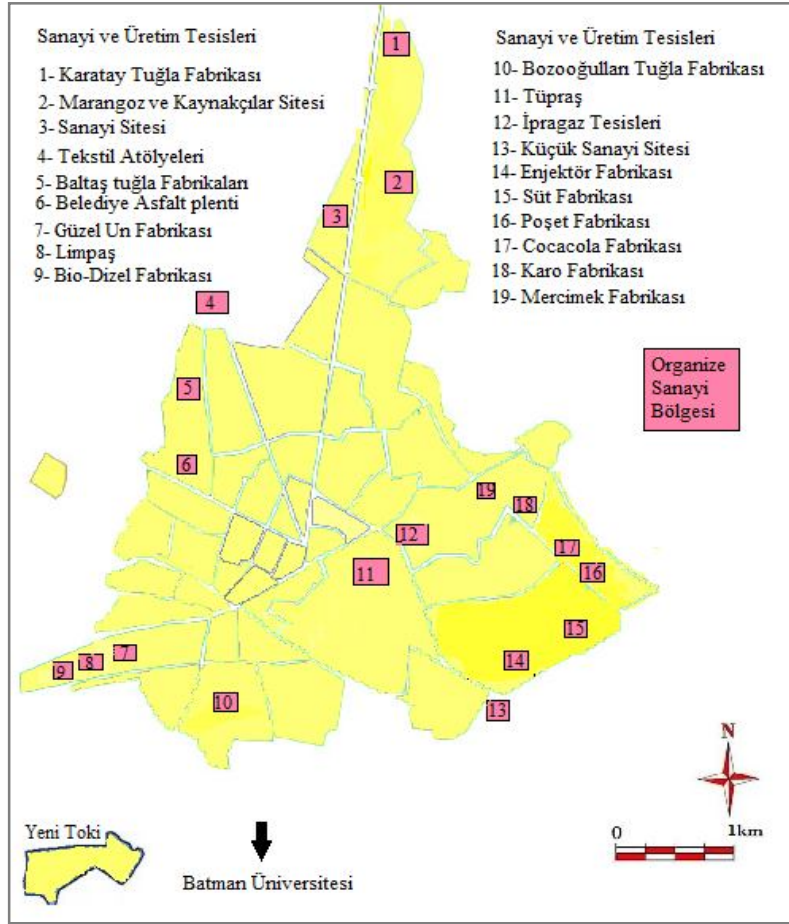 Sanayi ve Üretim Tesisleri
1- Karatay Tuğla Fabrikası
2- Marangoz ve Kaynakçılar Sitesi
3- Sanayi Sitesi
4- Tekstil Atölyeleri
5- Baltaş tuğla Fabrikaları
6- Belediye Asfalt plenti
7- Güzel Un Fabrikası
8- Limpaş
9- Bio-Dizel Fabrikası
Sanayi ve Üretim Tesisleri
10- Bozooğulları Tuğla Fabrikası
11- Tüpraş
12- İpragaz Tesisleri
13- Küçük Sanayi Sitesi
14- Enjektör Fabrikası
15- Süt Fabrikası
16- Poşet Fabrikası
17- Cocacola Fabrikası
18- Karo Fabrikası
19- Mercimek Fabrikası
1
2
3
4
Organize
Sanayi
Bölgesi
5
6
19
18
12
17
11
16
15
7
14
8
9
10
13
N
0 1km
Yeni Toki
Batman Üniversitesi